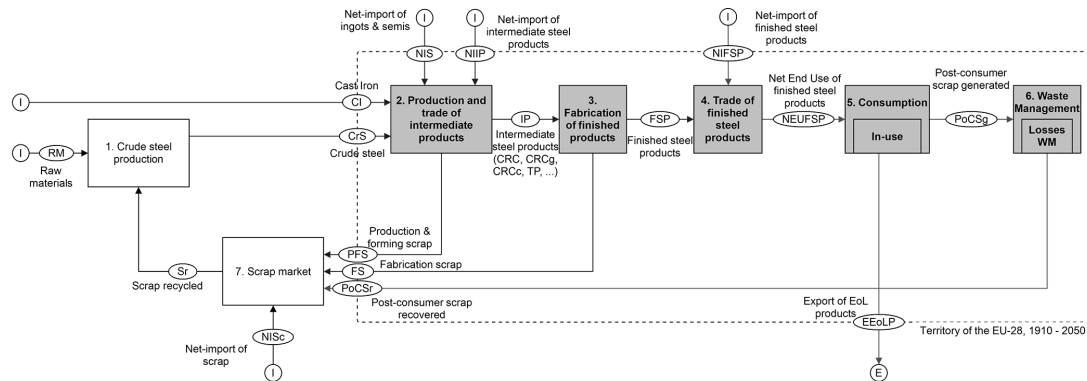 Net-import of
ingots & semis
I
NIS
I
Net-import of
intermediate steel
products
NIIP
I
Net-import of
finished steel
products
NIFSP
I
Cast Iron
CI
CrS
Crude steel
I
RM
Raw
materials
1. Crude steel
production
2. Production and
trade of
intermediate
products
IP
Intermediate
steel products
(CRC, CRCg,
CRCc, TP, ...)
3.
Fabrication
of finished
products
FSP
Finished steel
products
4. Trade of
finished
steel
products
Net End Use of
finished steel
products
NEUFSP
5. Consumption
In-use
Post-consumer
scrap generated
PoCSg
6. Waste
Management
Losses
WM
Production &
forming scrap
PFS
FS
Fabrication scrap
PoCSr
Post-consumer scrap
recovered
7. Scrap market
Sr
Scrap recycled
NISc
Net-import of
scrap
I
Export of EoL
products
EEoLP
E
Territory of the EU-28, 1910 - 2050